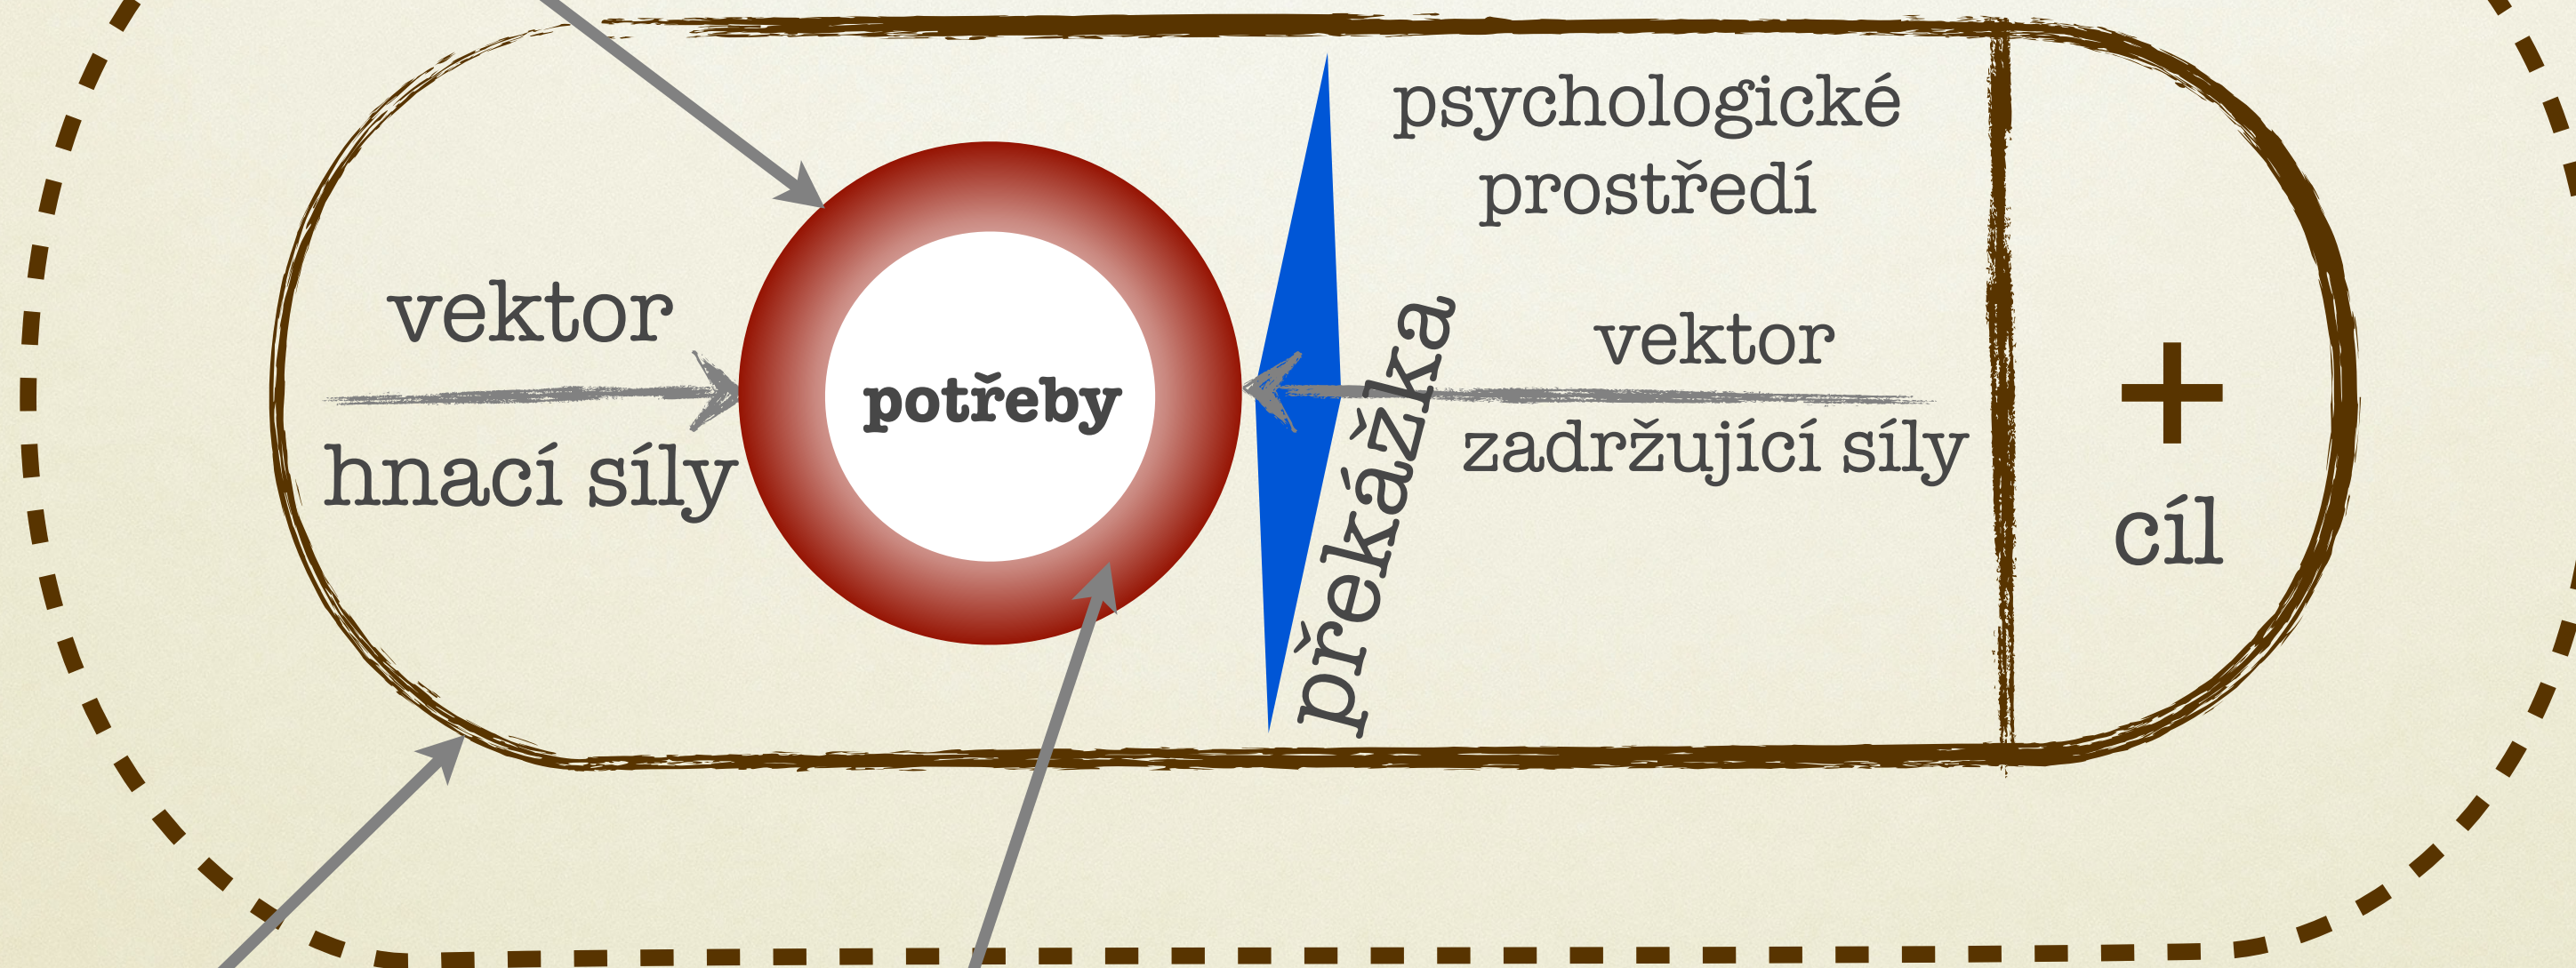 psychologické
prostředí
vektor
hnací síly
potřeby
překážka
vektor
zadržující síly
+
cíl